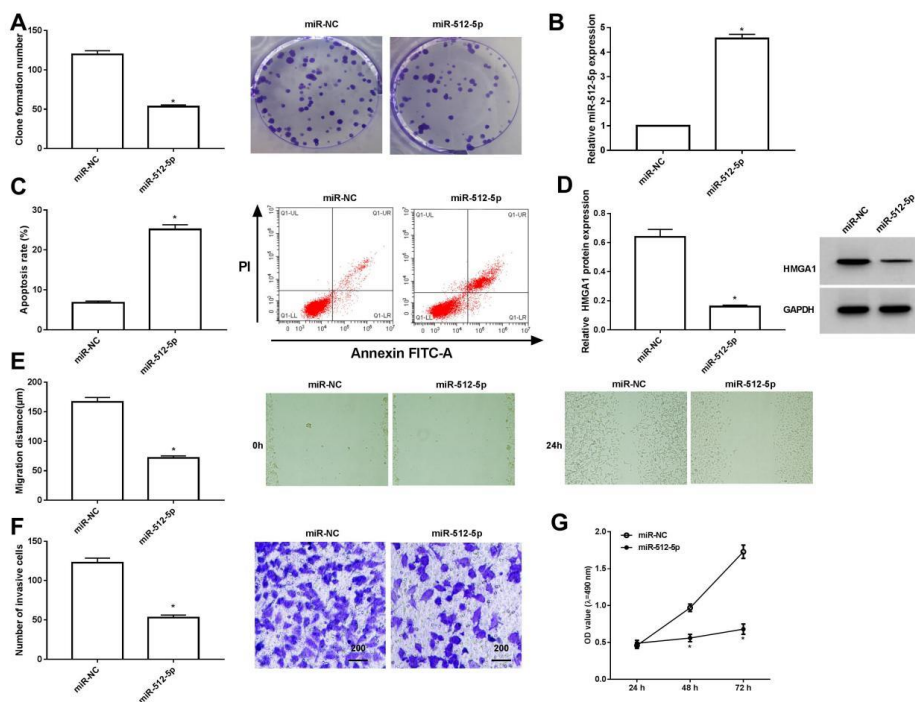 A
Clone formation number
150
100
50
0
miR-NC
miR-512-5p
*
miR-NC
miR-512-5p
B
Relative miR-512-5p expression
5
4
3
2
1
0
miR-NC
miR-512-5p
*
C
Apoptosis rate (%)
30
20
10
0
miR-NC
miR-512-5p
*
miR-NC
miR-512-5p
PI
Q1-UL
Q1-UR
Q1-LL
Q1-LR
Q1-UL
Q1-UR
Q1-LL
Q1-LR
Annexin FITC-A
D
Relative HMGA1 protein expression
0.8
0.6
0.4
0.2
0.0
miR-NC
miR-512-5p
*
miR-NC
miR-512-5p
HMGA1
GAPDH
E
Migration distance(μm)
200
150
100
50
0
miR-NC
miR-512-5p
*
miR-NC
miR-512-5p
0h
miR-NC
miR-512-5p
24h
F
Number of invasive cells
150
100
50
0
miR-NC
miR-512-5p
*
miR-NC
miR-512-5p
200
200
G
miR-NC
miR-512-5p
OD value (λ=490 nm)
2.0
1.5
1.0
0.5
0.0
24 h
48 h
72 h
*
*